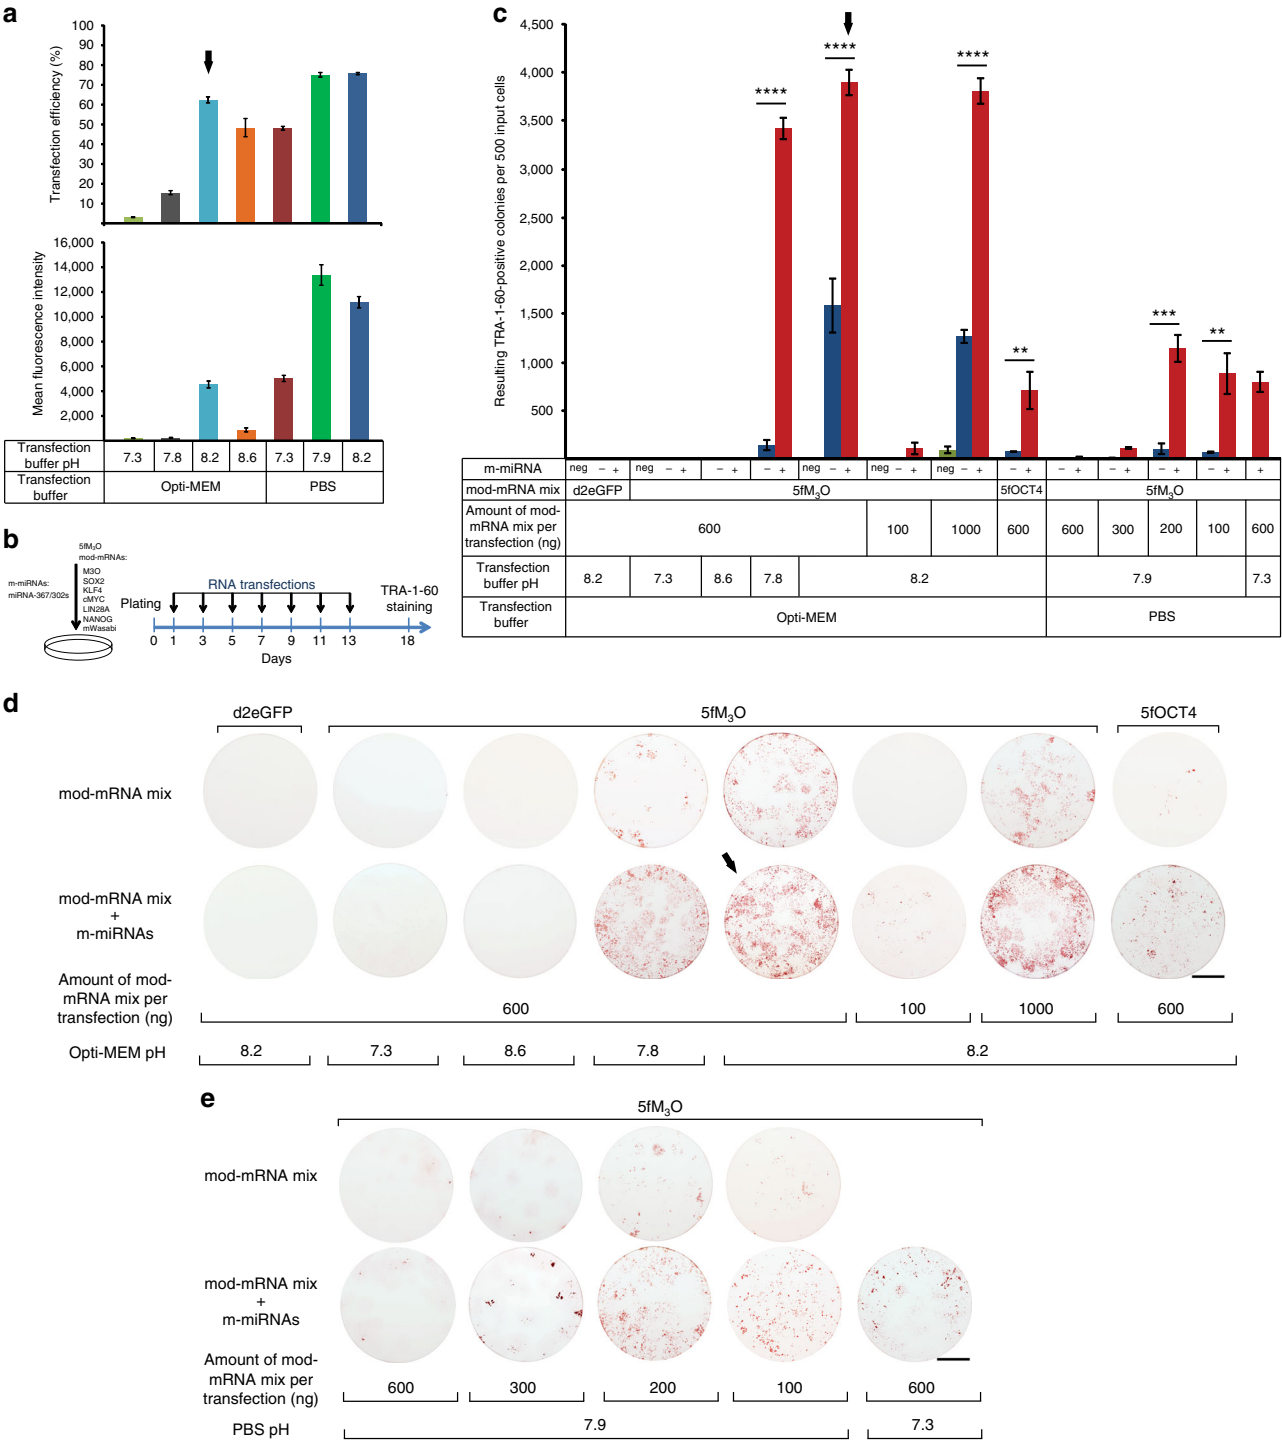 a
Transfection efficiency (%)
100
90
80
70
60
50
40
30
20
10
Mean fluorescence intensity
16,000
14,000
12,000
10,000
8,000
6,000
4,000
2,000
Transfection buffer pH 7.3 7.8 8.2 8.6 7.3 7.9 8.2
Transfection buffer Opti-MEM PBS
b
5fM3O
mod-mRNAs:
m-miRNAs:
miRNA-367/302s
M3O
SOX2
KLF4
cMYC
LIN28A
NANOG
mWasabi
Plating
RNA transfections
TRA-1-60
staining
0 1 3 5 7 9 11 13 18
Days
c
Resulting TRA-1-60-positive colonies per 500 input cells
4,500
4,000
3,500
3,000
2,500
2,000
1,500
1,000
500
**** **** **** ** *** **
m-miRNA neg – + neg – + – + – + neg – + neg – + neg – + – + – + – + – + – + +
mod-mRNA mix d2eGFP 5fM₃O 5fOCT4 5fM₃O
Amount of mod-
mRNA mix per
transfection (ng)
600 100 1000 600 600 300 200 100 600
Transfection
buffer pH
8.2 7.3 8.6 7.8 8.2 7.9 7.3
Transfection
buffer
Opti-MEM PBS
d
d2eGFP 5fM₃O 5fOCT4
mod-mRNA mix
mod-mRNA mix
+
m-miRNAs
Amount of mod-
mRNA mix per
transfection (ng)
600 100 1000 600
Opti-MEM pH 8.2 7.3 8.6 7.8 8.2
e
5fM₃O
mod-mRNA mix
mod-mRNA mix
+
m-miRNAs
Amount of mod-
mRNA mix per
transfection (ng)
600 300 200 100 600
PBS pH 7.9 7.3